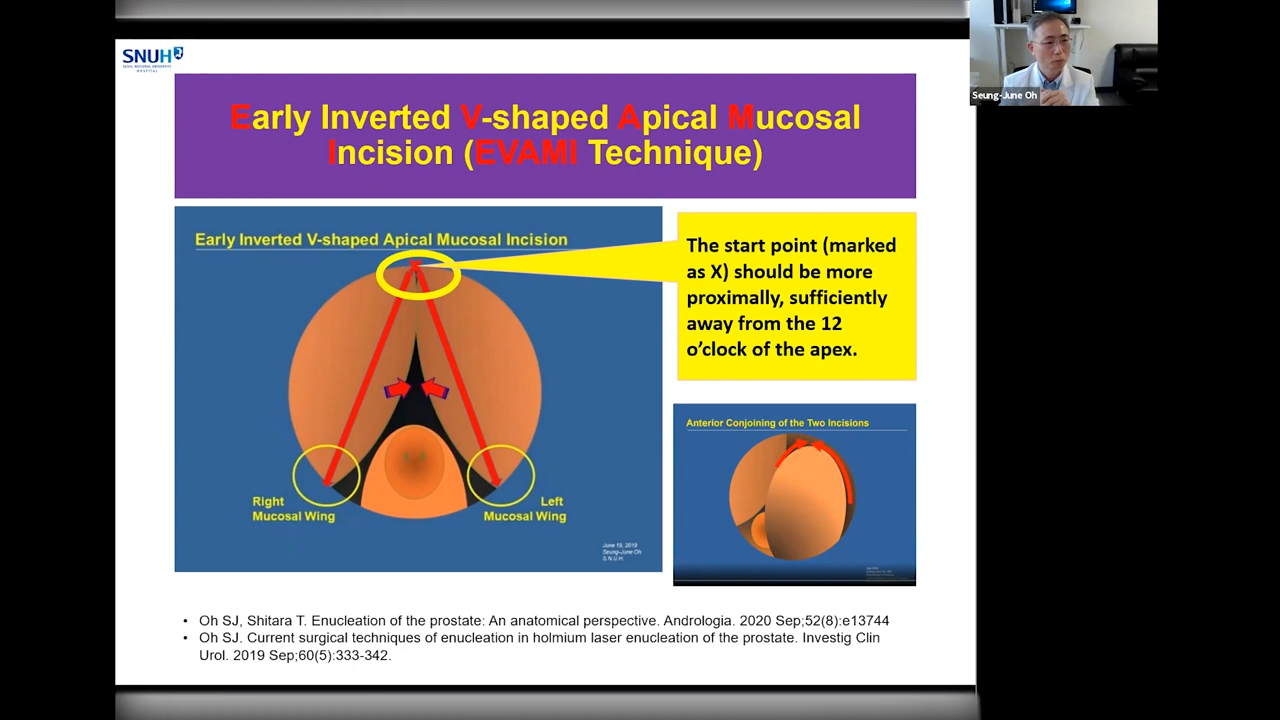 SNUH
SEOUL NATIONAL UNIVERSITY
HOSPITAL
Seung-June Oh
Early Inverted V-shaped Apical Mucosal
Incision (EVAMI Technique)
Early Inverted V-shaped Apical Mucosal Incision
Right
Mucosal Wing
Left
Mucosal Wing
June 19, 2019
Seung-June Oh
S.N.U.H.
The start point (marked
as X) should be more
proximally, sufficiently
away from the 12
o’clock of the apex.
Anterior Conjoining of the Two Incisions
• Oh SJ, Shitara T. Enucleation of the prostate: An anatomical perspective. Andrologia. 2020 Sep;52(8):e13744
• Oh SJ. Current surgical techniques of enucleation in holmium laser enucleation of the prostate. Investig Clin
Urol. 2019 Sep;60(5):333-342.